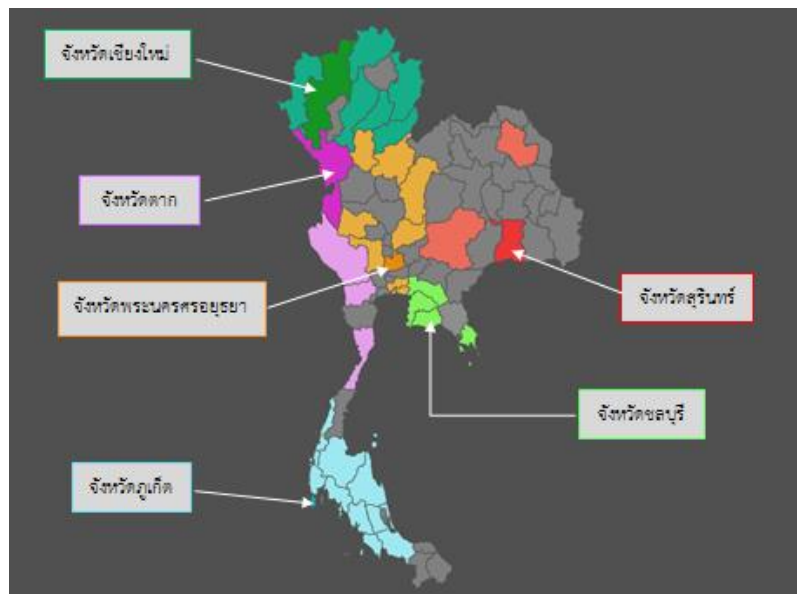 จังหวัดเชียงใหม่
จังหวัดตาก
จังหวัดพระนครศรอยุธยา
จังหวัดสุรินทร์
จังหวัดชลบุรี
จังหวัดภูเก็ต